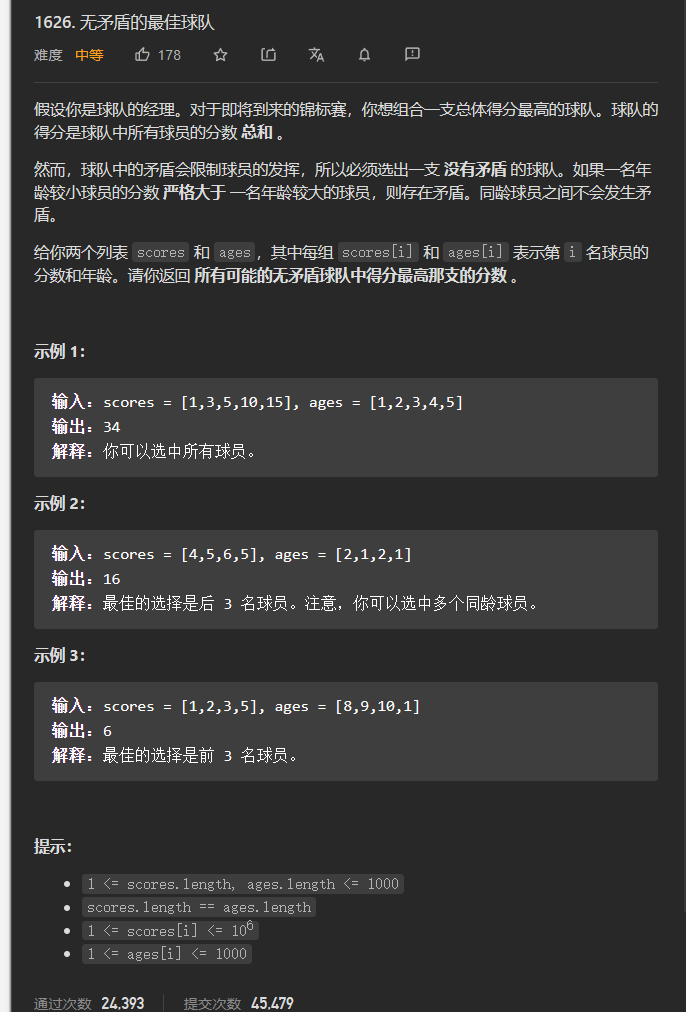 1626. 无矛盾的最佳球队
难度 中等 178
假设你是球队的经理。对于即将到来的锦标赛，你想组合一支总体得分最高的球队。球队的
得分是球队中所有球员的分数 总和 。
然而，球队中的矛盾会限制球员的发挥，所以必须选出一支 没有矛盾 的球队。如果一名年
龄较小球员的分数 严格大于 一名年龄较大的球员，则存在矛盾。同龄球员之间不会发生矛
盾。
给你两个列表 scores 和 ages，其中每组 scores[i] 和 ages[i] 表示第 i 名球员的
分数和年龄。请你返回 所有可能的无矛盾球队中得分最高那支的分数 。
示例 1：
输入：scores = [1,3,5,10,15], ages = [1,2,3,4,5]
输出：34
解释：你可以选中所有球员。
示例 2：
输入：scores = [4,5,6,5], ages = [2,1,2,1]
输出：16
解释：最佳的选择是后 3 名球员。注意，你可以选中多个同龄球员。
示例 3：
输入：scores = [1,2,3,5], ages = [8,9,10,1]
输出：6
解释：最佳的选择是前 3 名球员。
提示：
• 1 <= scores.length, ages.length <= 1000
• scores.length == ages.length
• 1 <= scores[i] <= 10⁶
• 1 <= ages[i] <= 1000
通过次数 24,393 提交次数 45,479